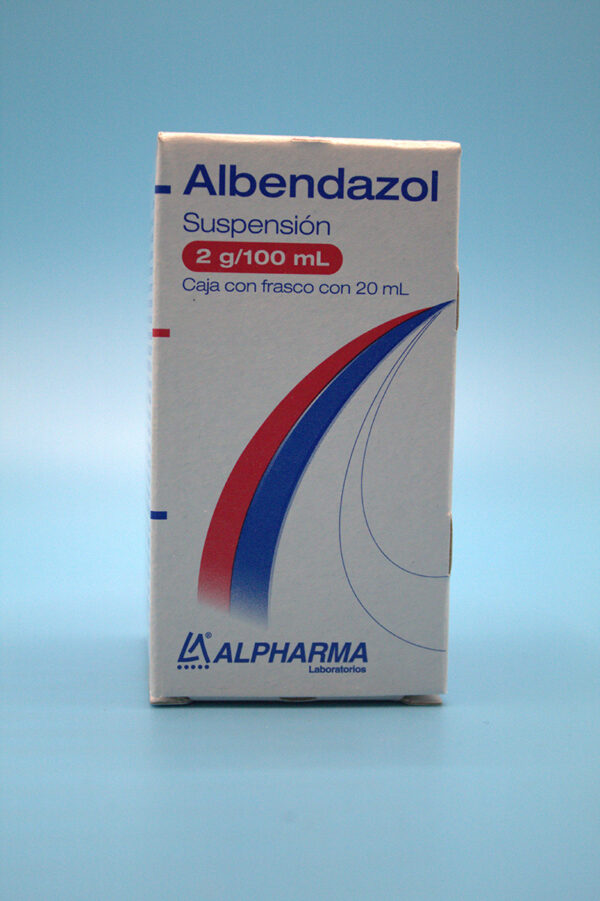 Albendazol
Suspensión
2 g/100 mL
Caja con frasco con 20 mL
ALPHARMA
Laboratorios